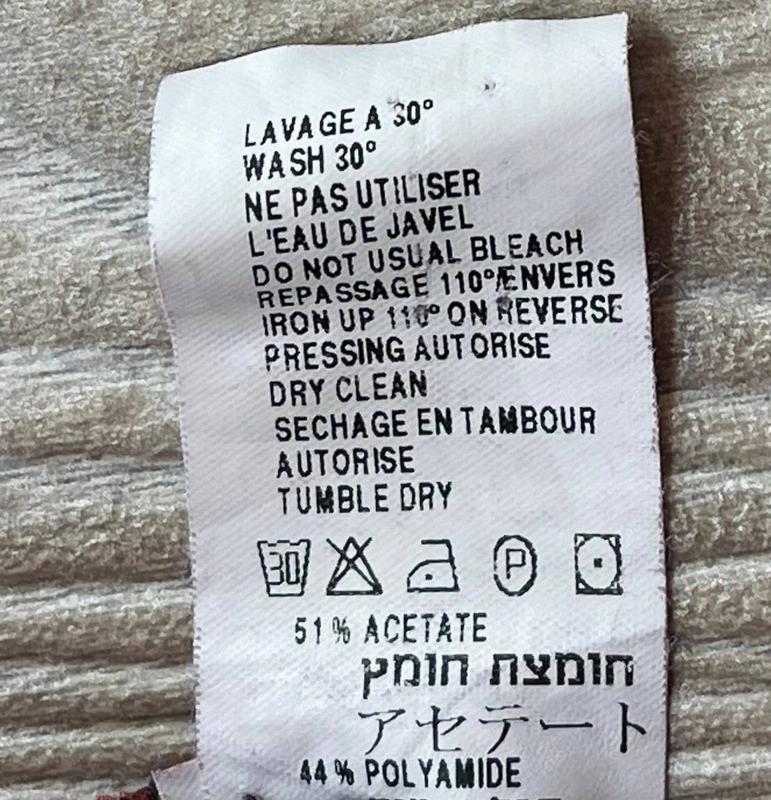 LAVAGE A 30°
WASH 30°
NE PAS UTILISER
L'EAU DE JAVEL
DO NOT USUAL BLEACH
REPASSAGE 110°/ENVERS
IRON UP 110° ON REVERSE
PRESSING AUTORISE
DRY CLEAN
SECHAGE EN TAMBOUR
AUTORISE
TUMBLE DRY
30 P
51% ACETATE
חומצת חומץ
アセテート
44% POLYAMIDE